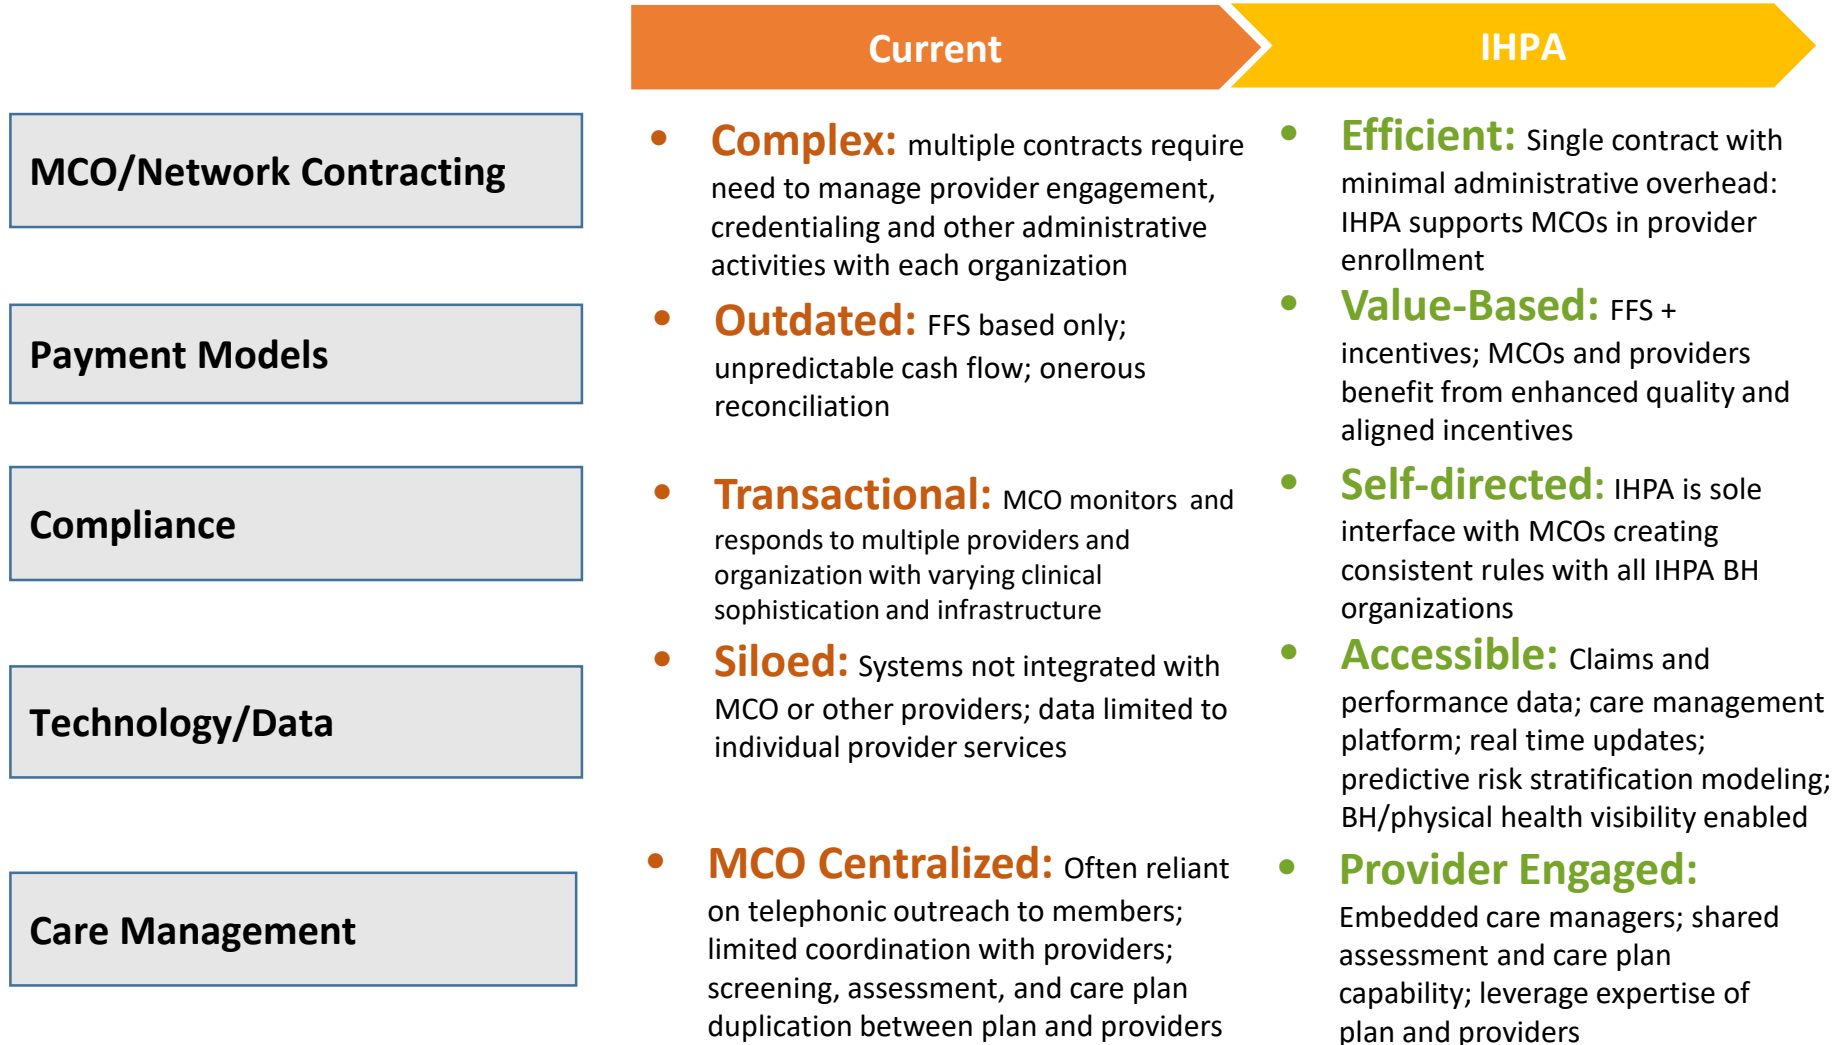 Current
IHPA
MCO/Network Contracting
• Complex: multiple contracts require
need to manage provider engagement,
credentialing and other administrative
activities with each organization
• Efficient: Single contract with
minimal administrative overhead:
IHPA supports MCOs in provider
enrollment
Payment Models
• Outdated: FFS based only;
unpredictable cash flow; onerous
reconciliation
• Value-Based: FFS +
incentives; MCOs and providers
benefit from enhanced quality and
aligned incentives
Compliance
• Transactional: MCO monitors and
responds to multiple providers and
organization with varying clinical
sophistication and infrastructure
• Self-directed: IHPA is sole
interface with MCOs creating
consistent rules with all IHPA BH
organizations
Technology/Data
• Siloed: Systems not integrated with
MCO or other providers; data limited to
individual provider services
• Accessible: Claims and
performance data; care management
platform; real time updates;
predictive risk stratification modeling;
BH/physical health visibility enabled
Care Management
• MCO Centralized: Often reliant
on telephonic outreach to members;
limited coordination with providers;
screening, assessment, and care plan
duplication between plan and providers
• Provider Engaged:
Embedded care managers; shared
assessment and care plan
capability; leverage expertise of
plan and providers